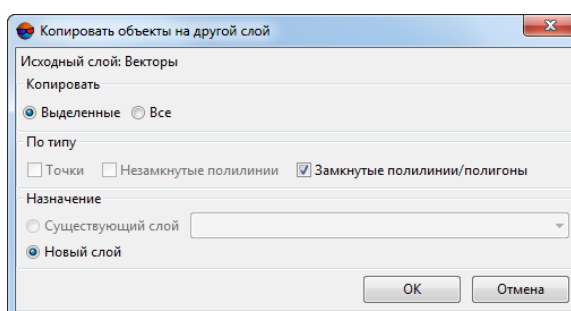 Копировать объекты на другой слой
Исходный слой: Векторы
Копировать
Выделенные Все
По типу
Точки Незамкнутые полилинии Замкнутые полилинии/полигоны
Назначение
Существующий слой
Новый слой
ОК Отмена